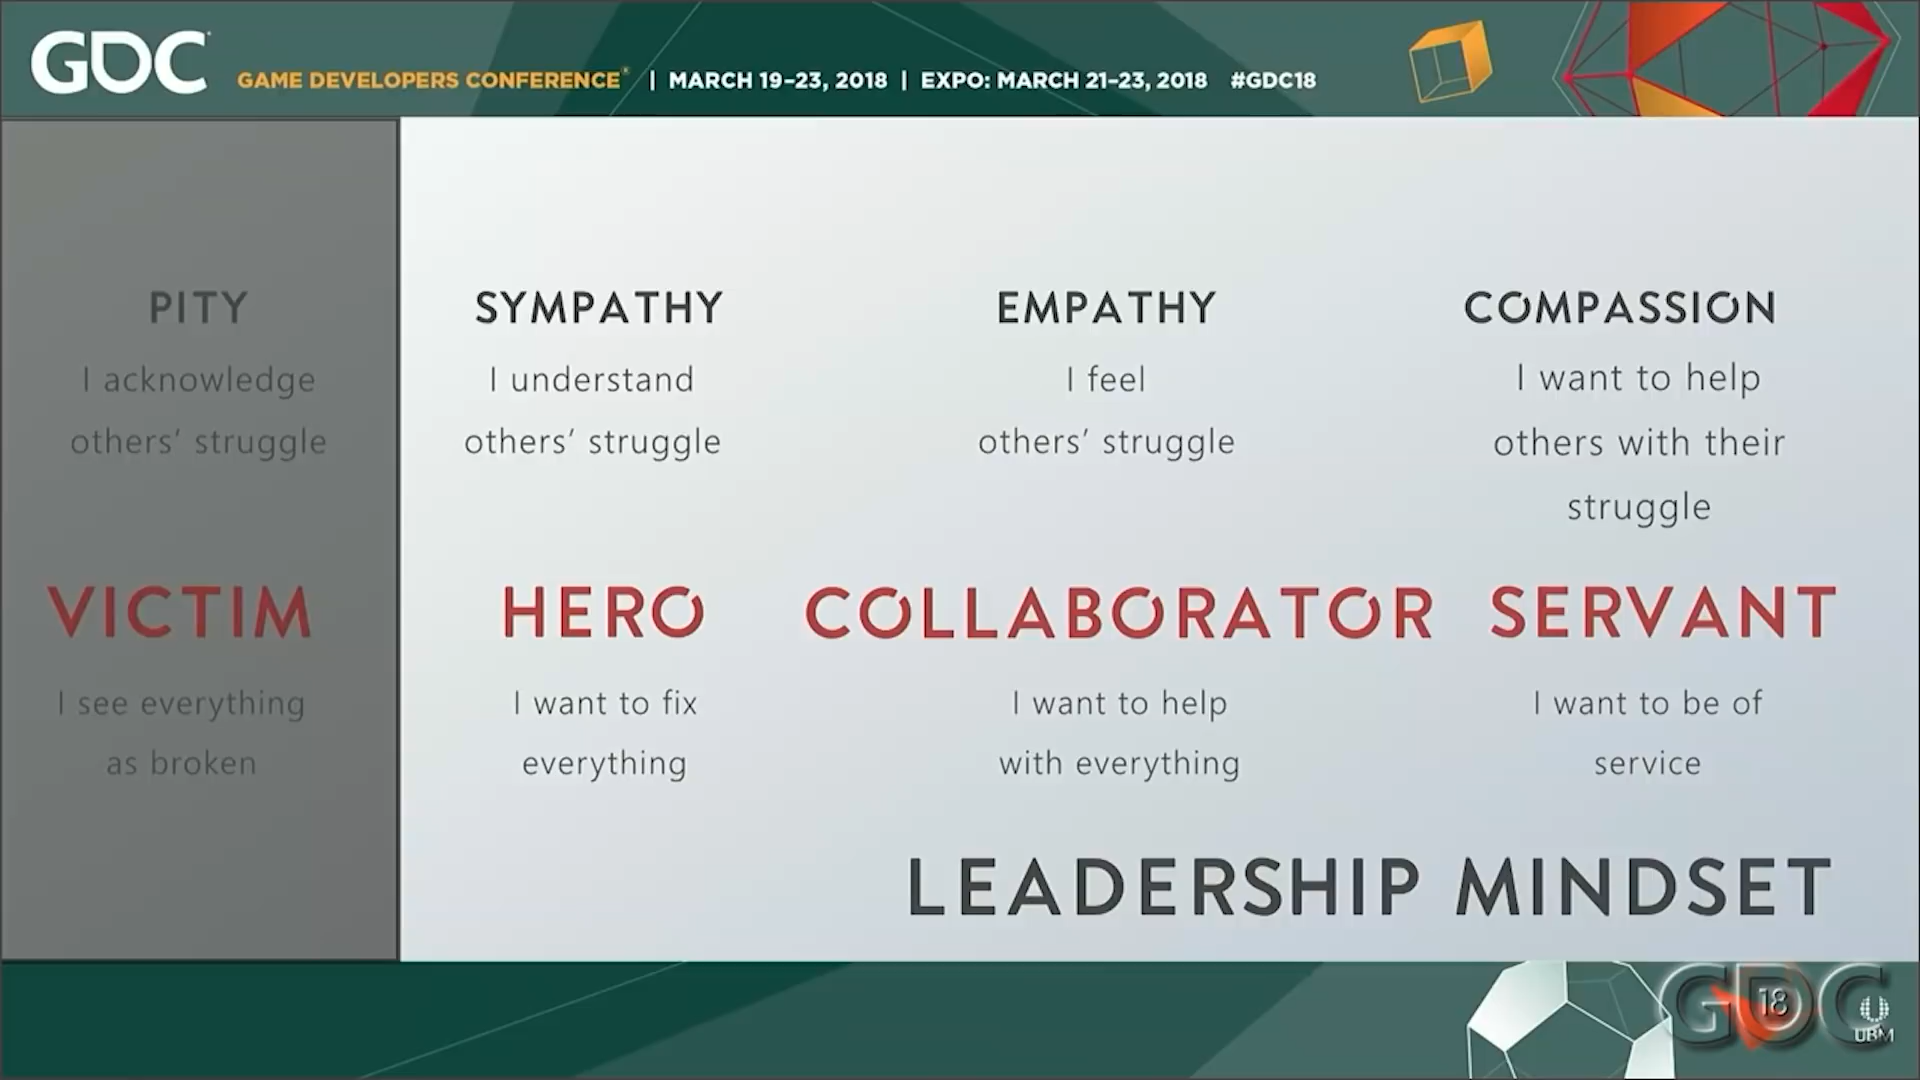 GDC
GAME DEVELOPERS CONFERENCE® | MARCH 19–23, 2018 | EXPO: MARCH 21–23, 2018 #GDC18
PITY
I acknowledge
others’ struggle
SYMPATHY
I understand
others’ struggle
EMPATHY
I feel
others’ struggle
COMPASSION
I want to help
others with their
struggle
VICTIM
I see everything
as broken
HERO
I want to fix
everything
COLLABORATOR
I want to help
with everything
SERVANT
I want to be of
service
LEADERSHIP MINDSET
GDC
18
UBM